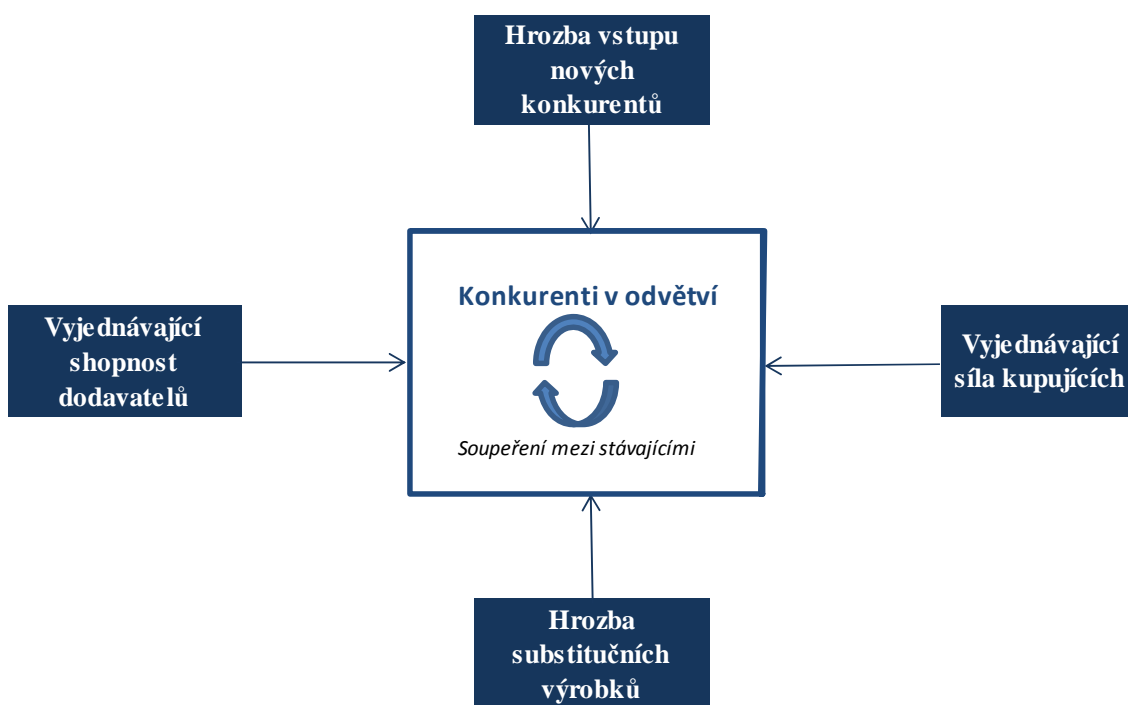 Hrozba vstupu
nových
konkurentů
Konkurenti v odvětví
Vyjednávající
shopnost
dodavatelů
Vyjednávající
síla kupujících
Soupeření mezi stávajícími
Hrozba
substitučních
výrobků